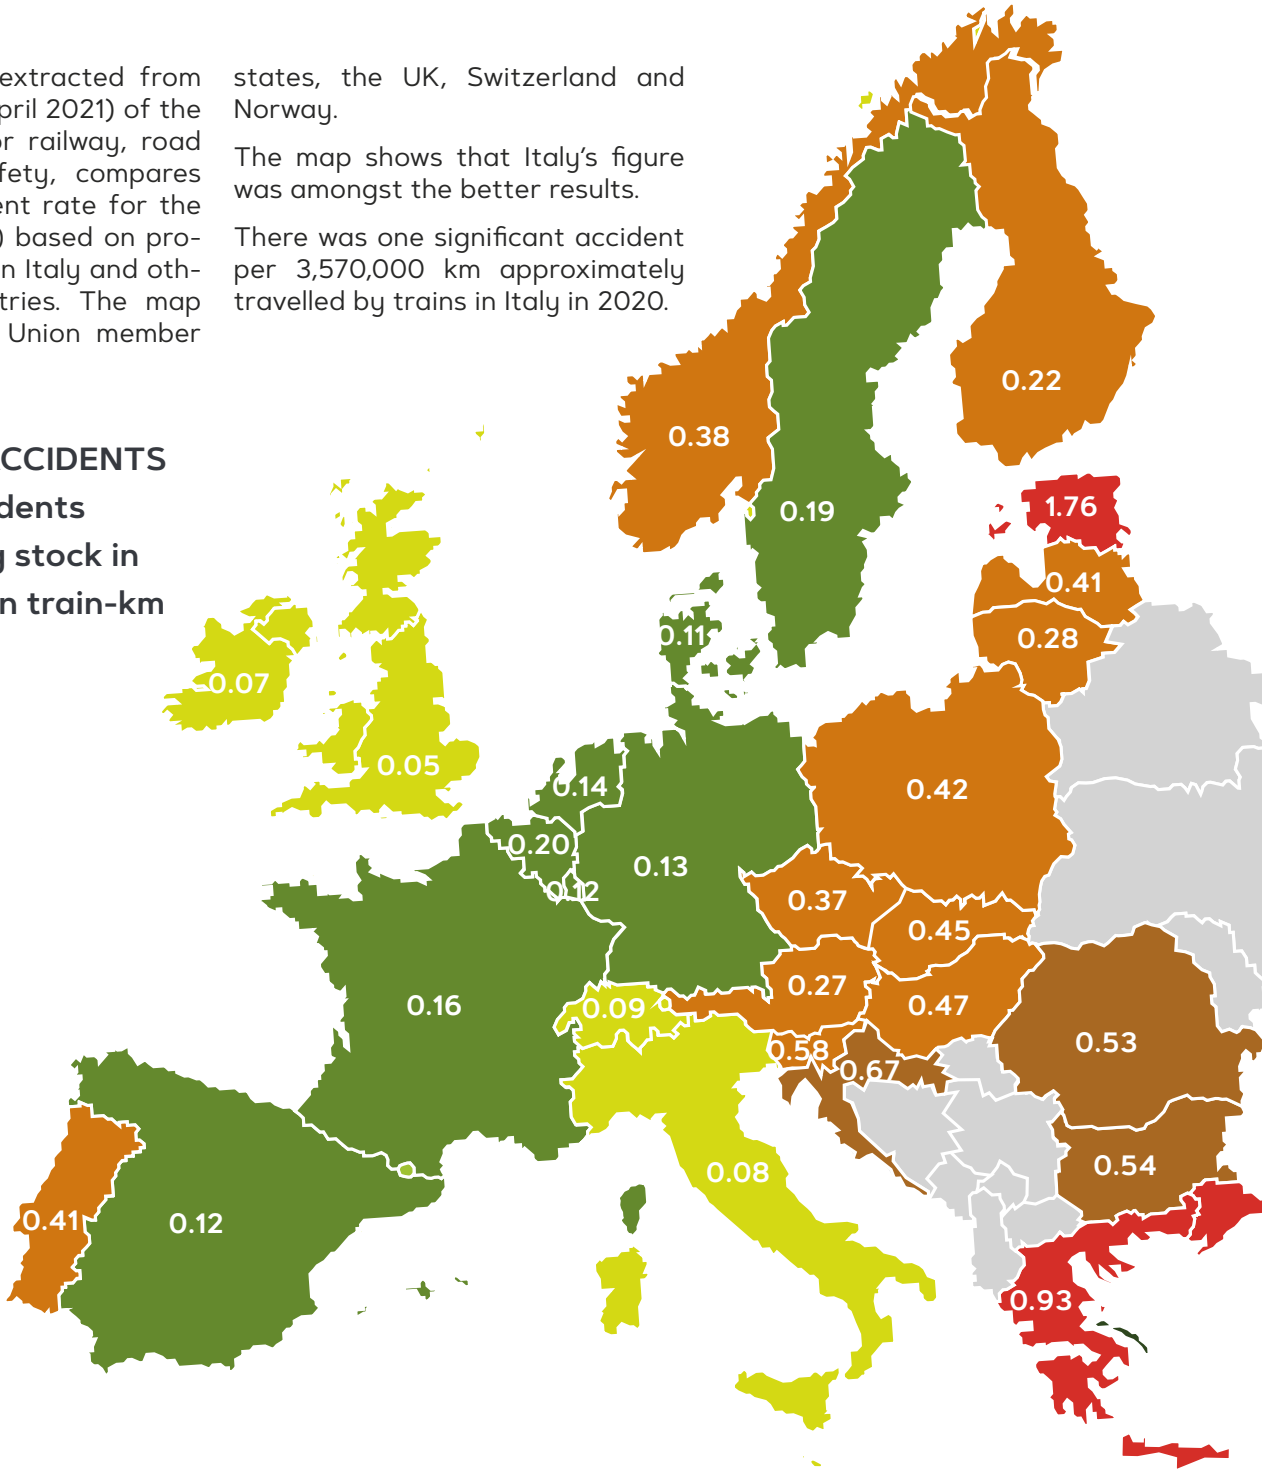 extracted from
pril 2021) of the
or railway, road
fety, compares
ent rate for the
) based on pro-
n Italy and oth-
tries. The map
Union member
states, the UK, Switzerland and
Norway.
The map shows that Italy's figure
was amongst the better results.
There was one significant accident
per 3,570,000 km approximately
travelled by trains in Italy in 2020.
CCIDENTS
dents
g stock in
n train-km
0.22
0.38
1.76
0.19
0.41
0.11
0.28
0.07
0.05
0.14
0.42
0.20
0.13
0.12
0.37
0.45
0.27
0.16
0.09
0.47
0.53
0.58
0.67
0.54
0.08
0.41
0.12
0.93